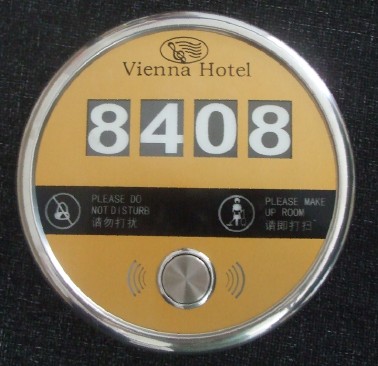 Vienna Hotel
8408
PLEASE DO
NOT DISTURB
请勿打扰
PLEASE MAKE
UP ROOM
请即打扫